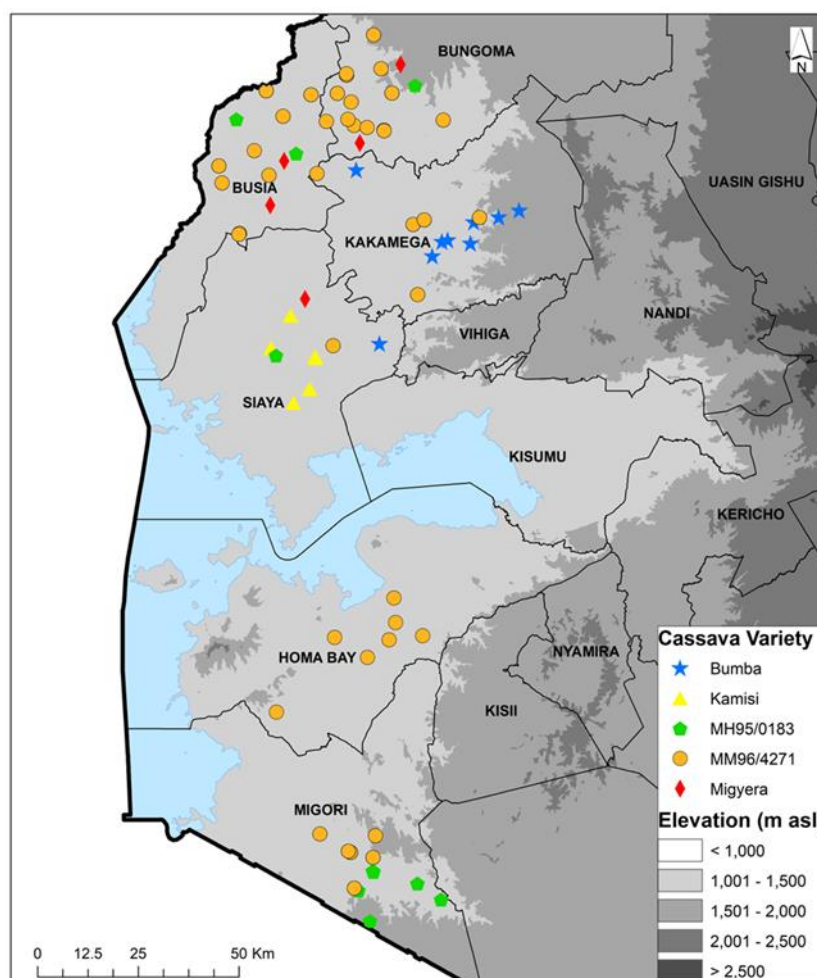 BUNGOMA
N
BUSIA
UASIN GISHU
KAKAMEGA
NANDI
VIHIGA
SIAYA
KISUMU
KERICHO
HOMA BAY
NYAMIRA
KISII
MIGORI
Cassava Variety
Bumba
Kamisi
MH95/0183
MM96/4271
Migyera
Elevation (m asl)
< 1,000
1,001 - 1,500
1,501 - 2,000
2,001 - 2,500
> 2,500
0 12.5 25 50 Km